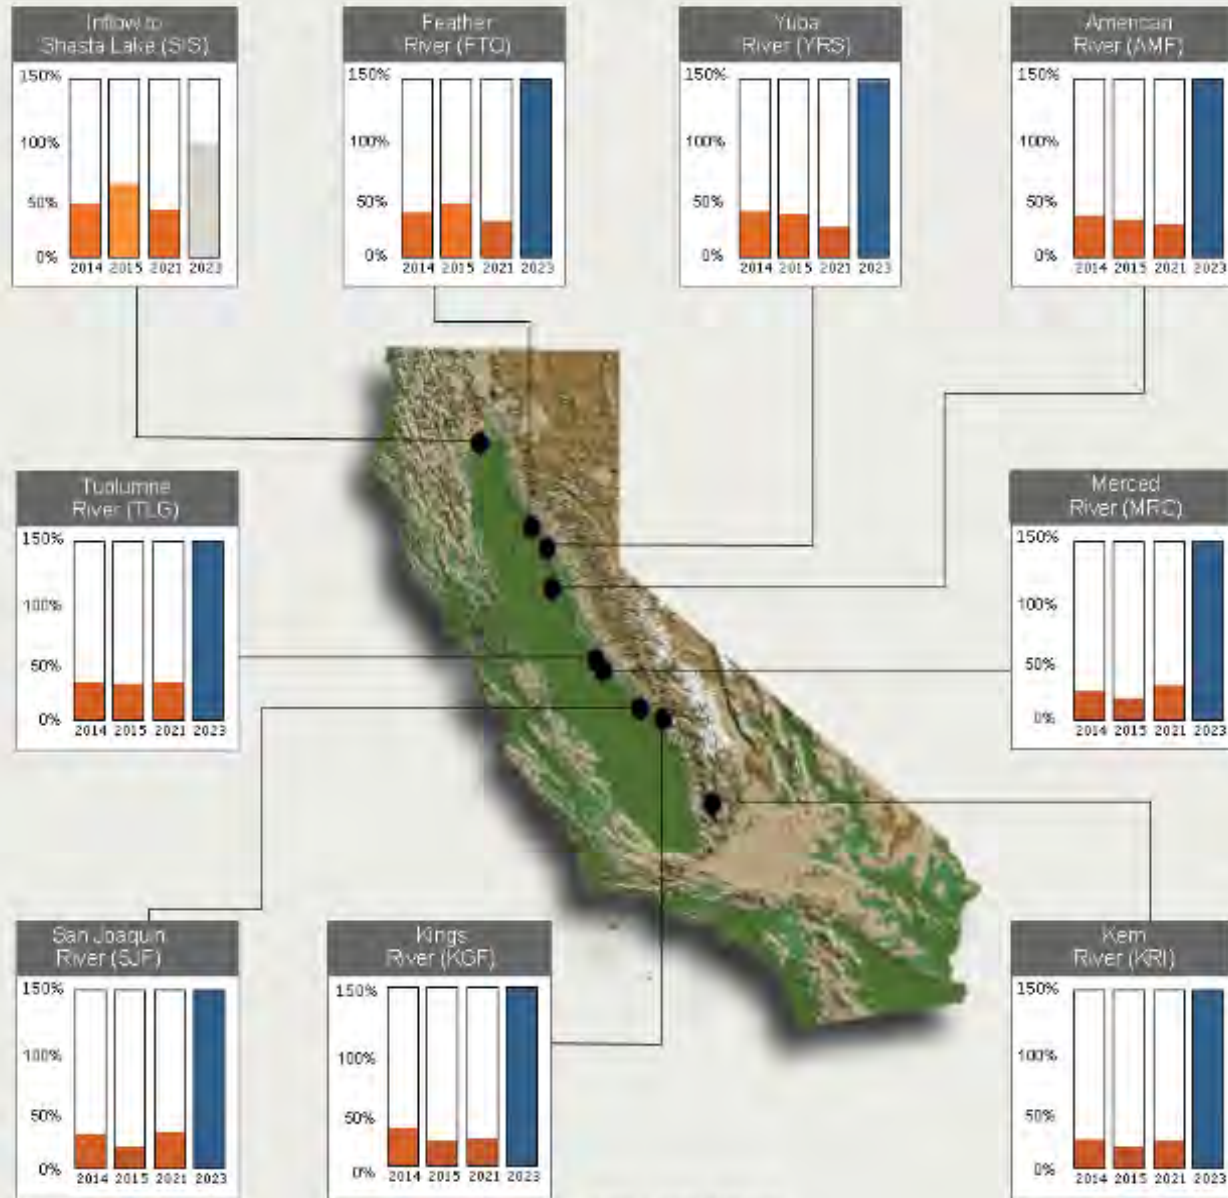 Inflow to
Shasta Lake (SIS)
150%
100%
50%
0%
2014 2015 2021 2023
Feather
River (FTO)
150%
100%
50%
0%
2014 2015 2021 2023
Yuba
River (YRS)
150%
100%
50%
0%
2014 2015 2021 2023
American
River (AMF)
150%
100%
50%
0%
2014 2015 2021 2023
Tuolumne
River (TLG)
150%
100%
50%
0%
2014 2015 2021 2023
Merced
River (MRC)
150%
100%
50%
0%
2014 2015 2021 2023
San Joaquin
River (SJF)
150%
100%
50%
0%
2014 2015 2021 2023
Kings
River (KGF)
150%
100%
50%
0%
2014 2015 2021 2023
Kern
River (KRI)
150%
100%
50%
0%
2014 2015 2021 2023